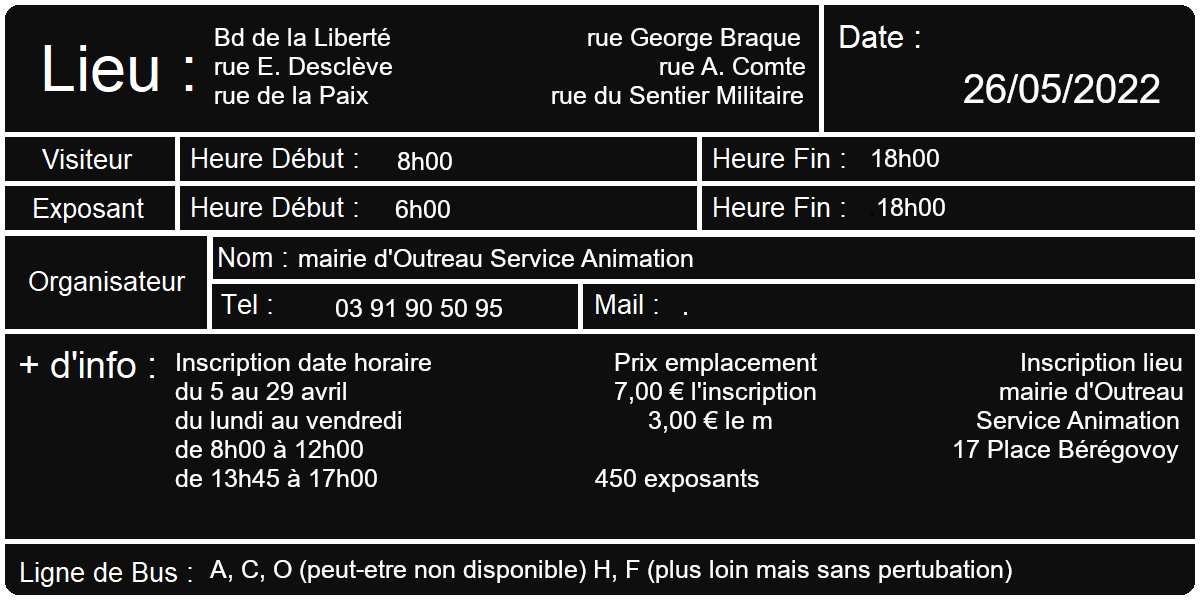 Lieu :
Bd de la Liberté
rue E. Desclève
rue de la Paix
rue George Braque
rue A. Comte
rue du Sentier Militaire
Date :
26/05/2022
Visiteur
Heure Début : 8h00
Heure Fin : 18h00
Exposant
Heure Début : 6h00
Heure Fin : .18h00
Organisateur
Nom : mairie d'Outreau Service Animation
Tel : 03 91 90 50 95
Mail : .
+ d'info :
Inscription date horaire
du 5 au 29 avril
du lundi au vendredi
de 8h00 à 12h00
de 13h45 à 17h00
Prix emplacement
7,00 € l'inscription
3,00 € le m
450 exposants
Inscription lieu
mairie d'Outreau
Service Animation
17 Place Bérégovoy
Ligne de Bus : A, C, O (peut-etre non disponible) H, F (plus loin mais sans pertubation)